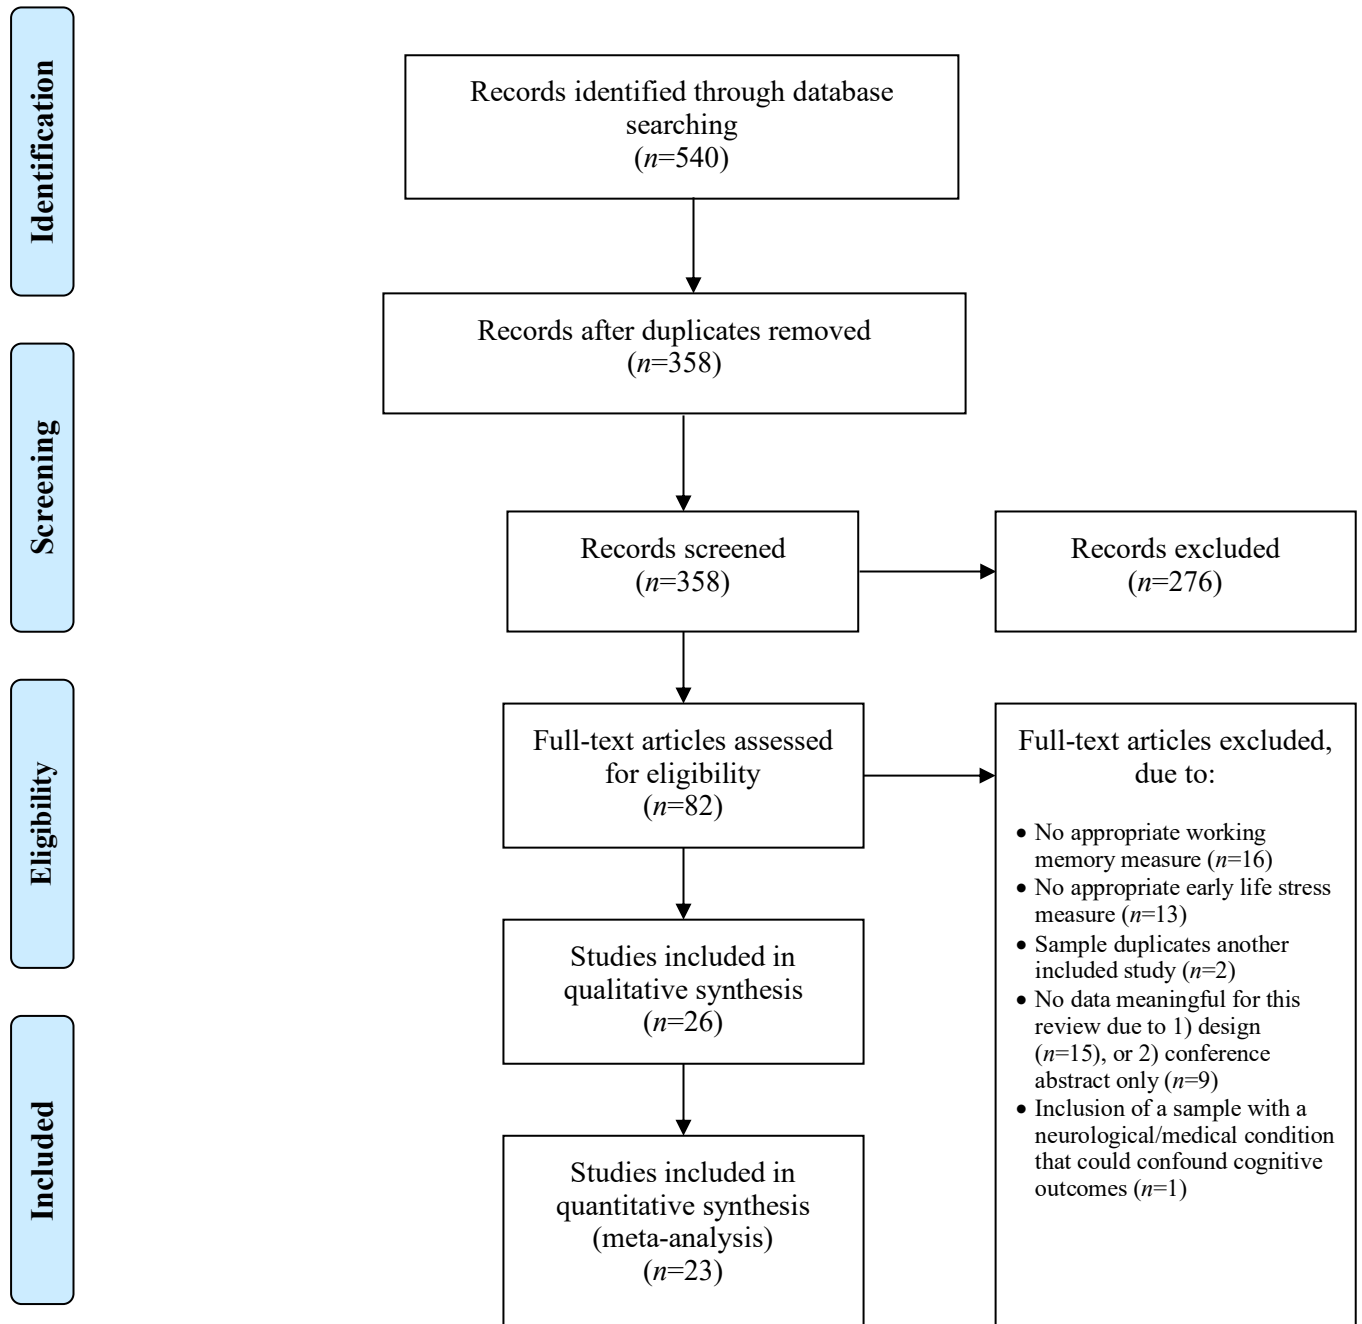 Identification
Records identified through database
searching
(n=540)
Records after duplicates removed
(n=358)
Screening
Records screened
(n=358)
Records excluded
(n=276)
Eligibility
Full-text articles assessed
for eligibility
(n=82)
Full-text articles excluded,
due to:
• No appropriate working
memory measure (n=16)
• No appropriate early life stress
measure (n=13)
• Sample duplicates another
included study (n=2)
• No data meaningful for this
review due to 1) design
(n=15), or 2) conference
abstract only (n=9)
• Inclusion of a sample with a
neurological/medical condition
that could confound cognitive
outcomes (n=1)
Studies included in
qualitative synthesis
(n=26)
Included
Studies included in
quantitative synthesis
(meta-analysis)
(n=23)